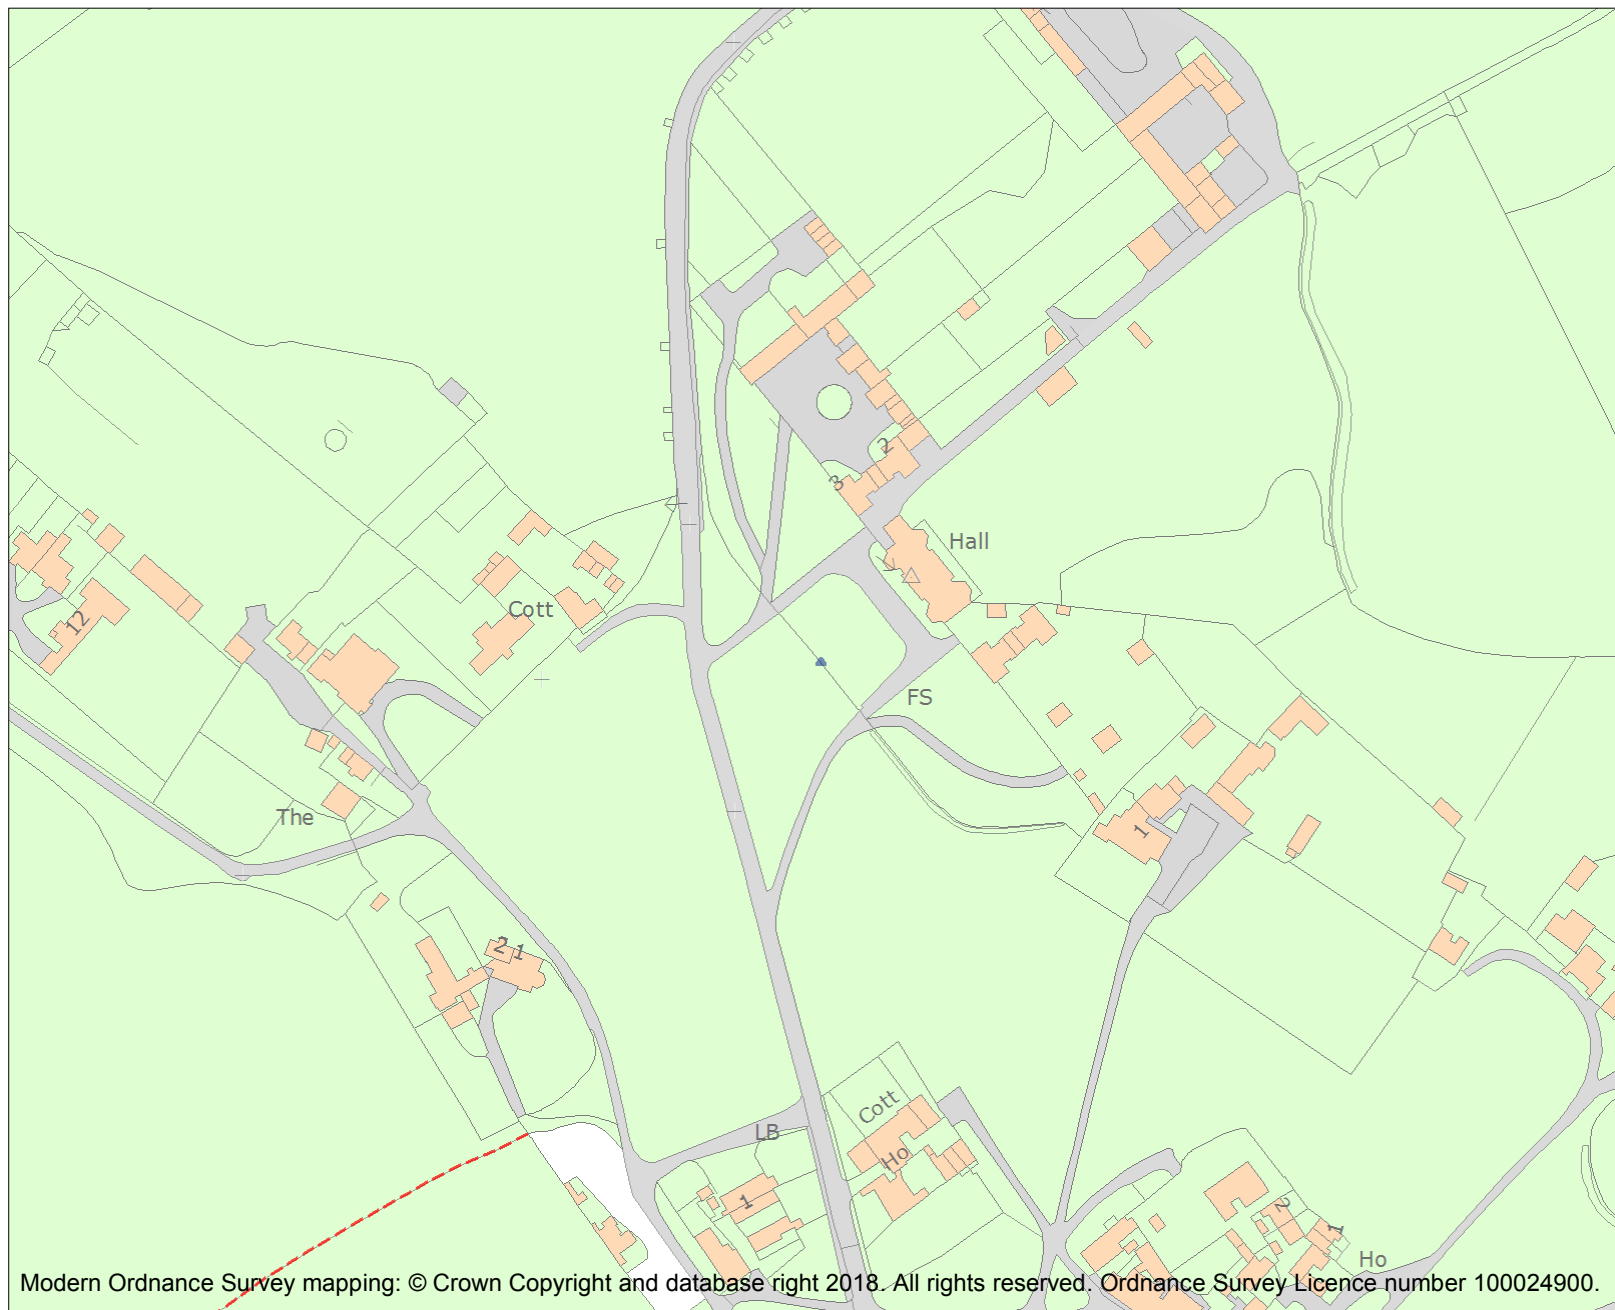 2
3
Hall
Cott
12
FS
The
1
2
1
Cott
LB
Ho
1
2
1
Ho
Modern Ordnance Survey mapping: © Crown Copyright and database right 2018. All rights reserved. Ordnance Survey Licence number 100024900.